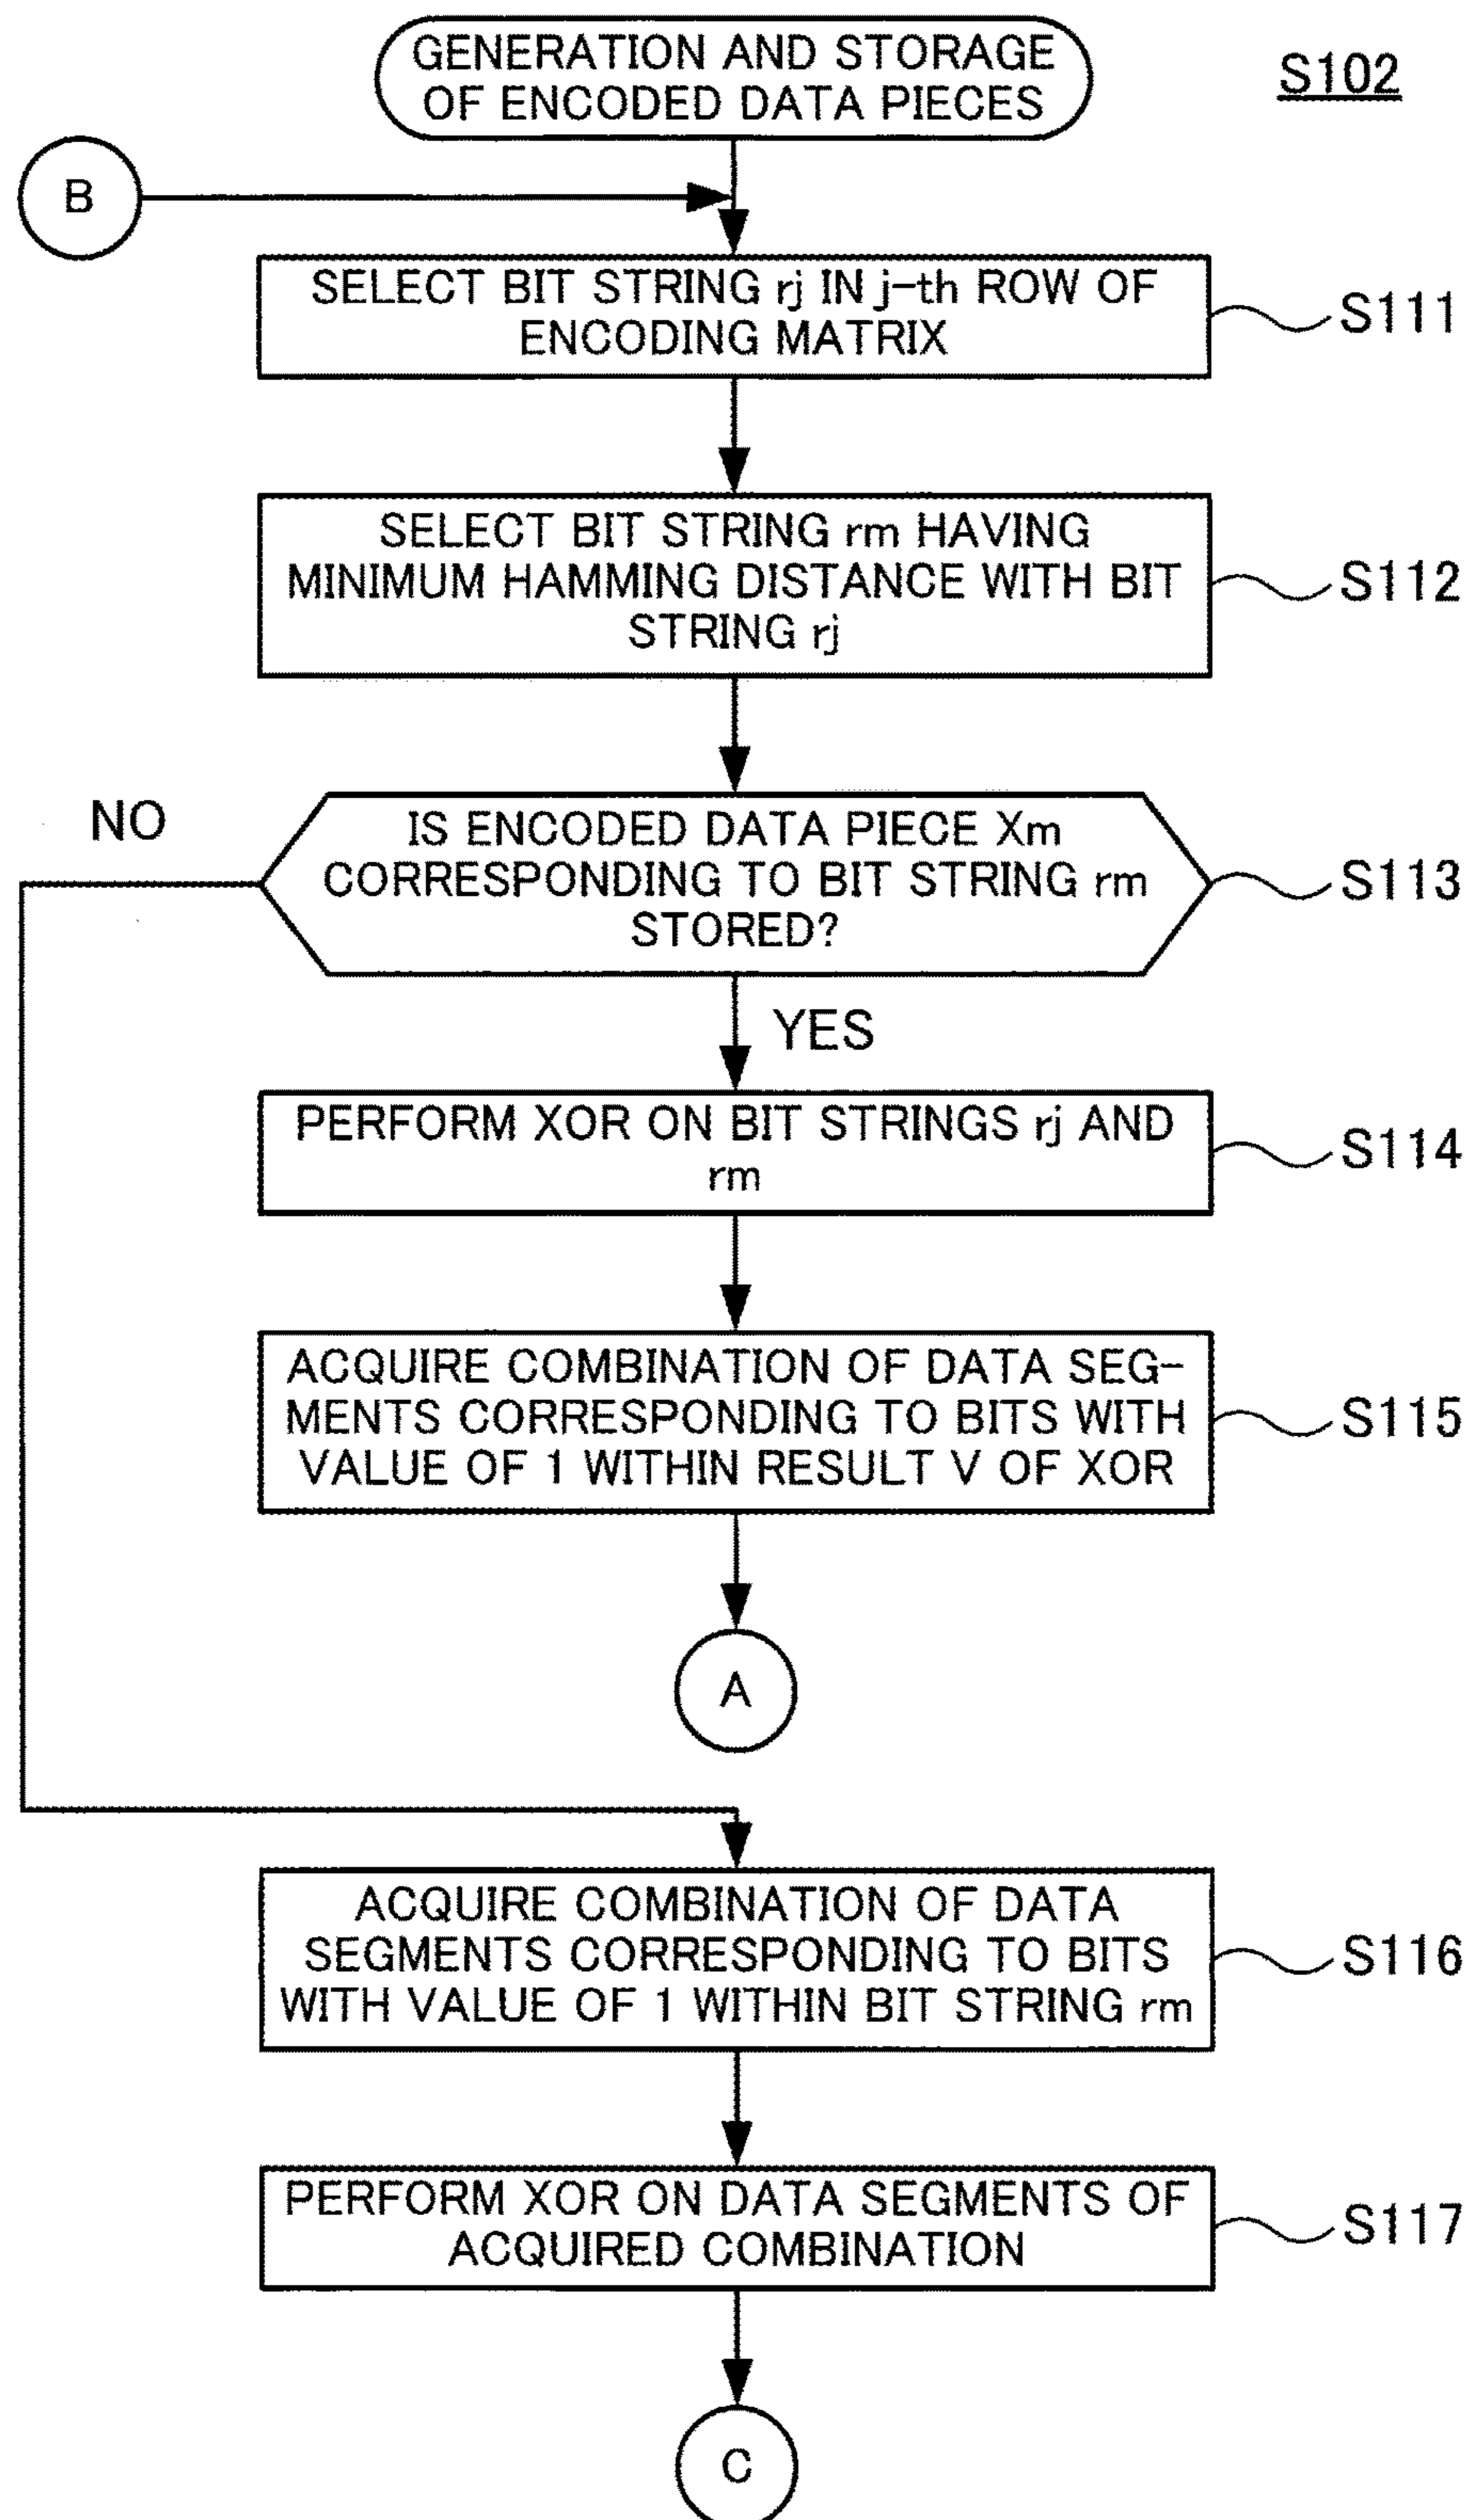 GENERATION AND STORAGE
OF ENCODED DATA PIECES
S102
B
SELECT BIT STRING rj IN j-th ROW OF
ENCODING MATRIX
S111
SELECT BIT STRING rm HAVING
MINIMUM HAMMING DISTANCE WITH BIT
STRING rj
S112
NO
IS ENCODED DATA PIECE Xm
CORRESPONDING TO BIT STRING rm
STORED?
S113
YES
PERFORM XOR ON BIT STRINGS rj AND
rm
S114
ACQUIRE COMBINATION OF DATA SEG-
MENTS CORRESPONDING TO BITS WITH
VALUE OF 1 WITHIN RESULT V OF XOR
S115
A
ACQUIRE COMBINATION OF DATA
SEGMENTS CORRESPONDING TO BITS
WITH VALUE OF 1 WITHIN BIT STRING rm
S116
PERFORM XOR ON DATA SEGMENTS OF
ACQUIRED COMBINATION
S117
C